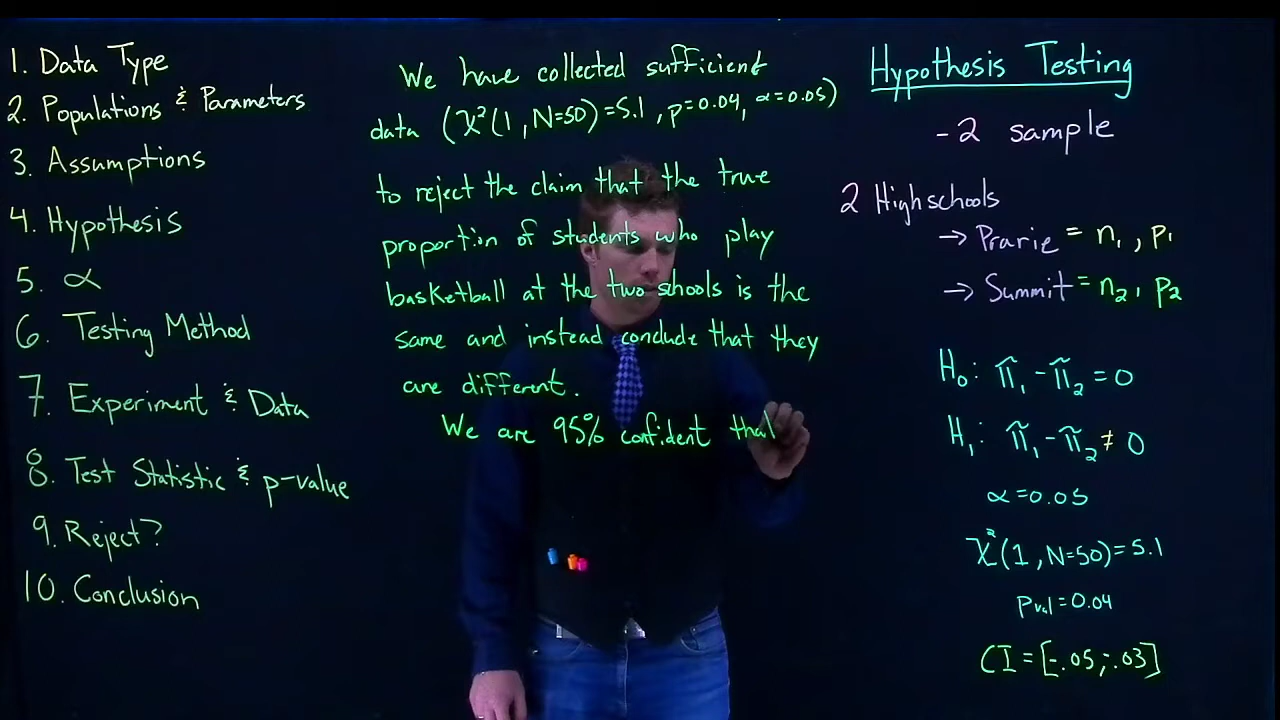 1. Data Type
2. Populations & Parameters
3. Assumptions
4. Hypothesis
5. α
6. Testing Method
7. Experiment & Data
8. Test Statistic & p-value
9. Reject?
10. Conclusion
We have collected sufficient
data (χ²(1, N=50)=5.1, p=0.04, α=0.05)
to reject the claim that the true
proportion of students who play
basketball at the two schools is the
same and instead conclude that they
are different.
We are 95% confident that
Hypothesis Testing
- 2 sample
2 Highschools
→ Prarie = n₁, p₁
→ Summit = n₂, p₂
H₀: π̃₁ - π̃₂ = 0
H₁: π̃₁ - π̃₂ ≠ 0
α = 0.05
χ²(1, N=50)=5.1
Pval = 0.04
CI = [-.05, -.03]